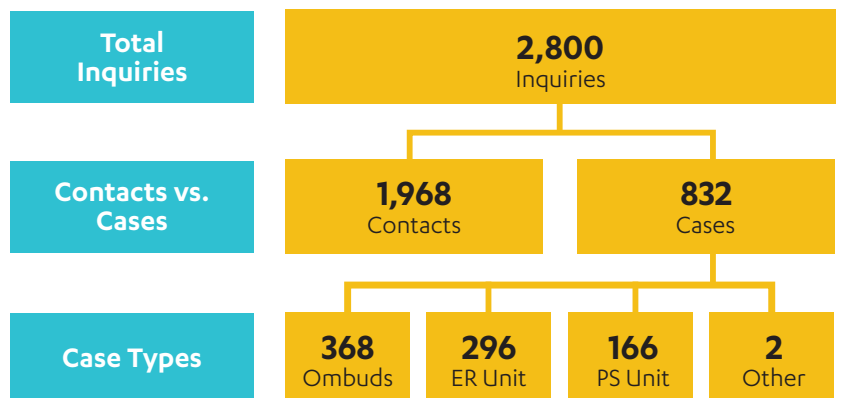 Total
Inquiries
2,800
Inquiries
Contacts vs.
Cases
1,968
Contacts
832
Cases
Case Types
368
Ombuds
296
ER Unit
166
PS Unit
2
Other